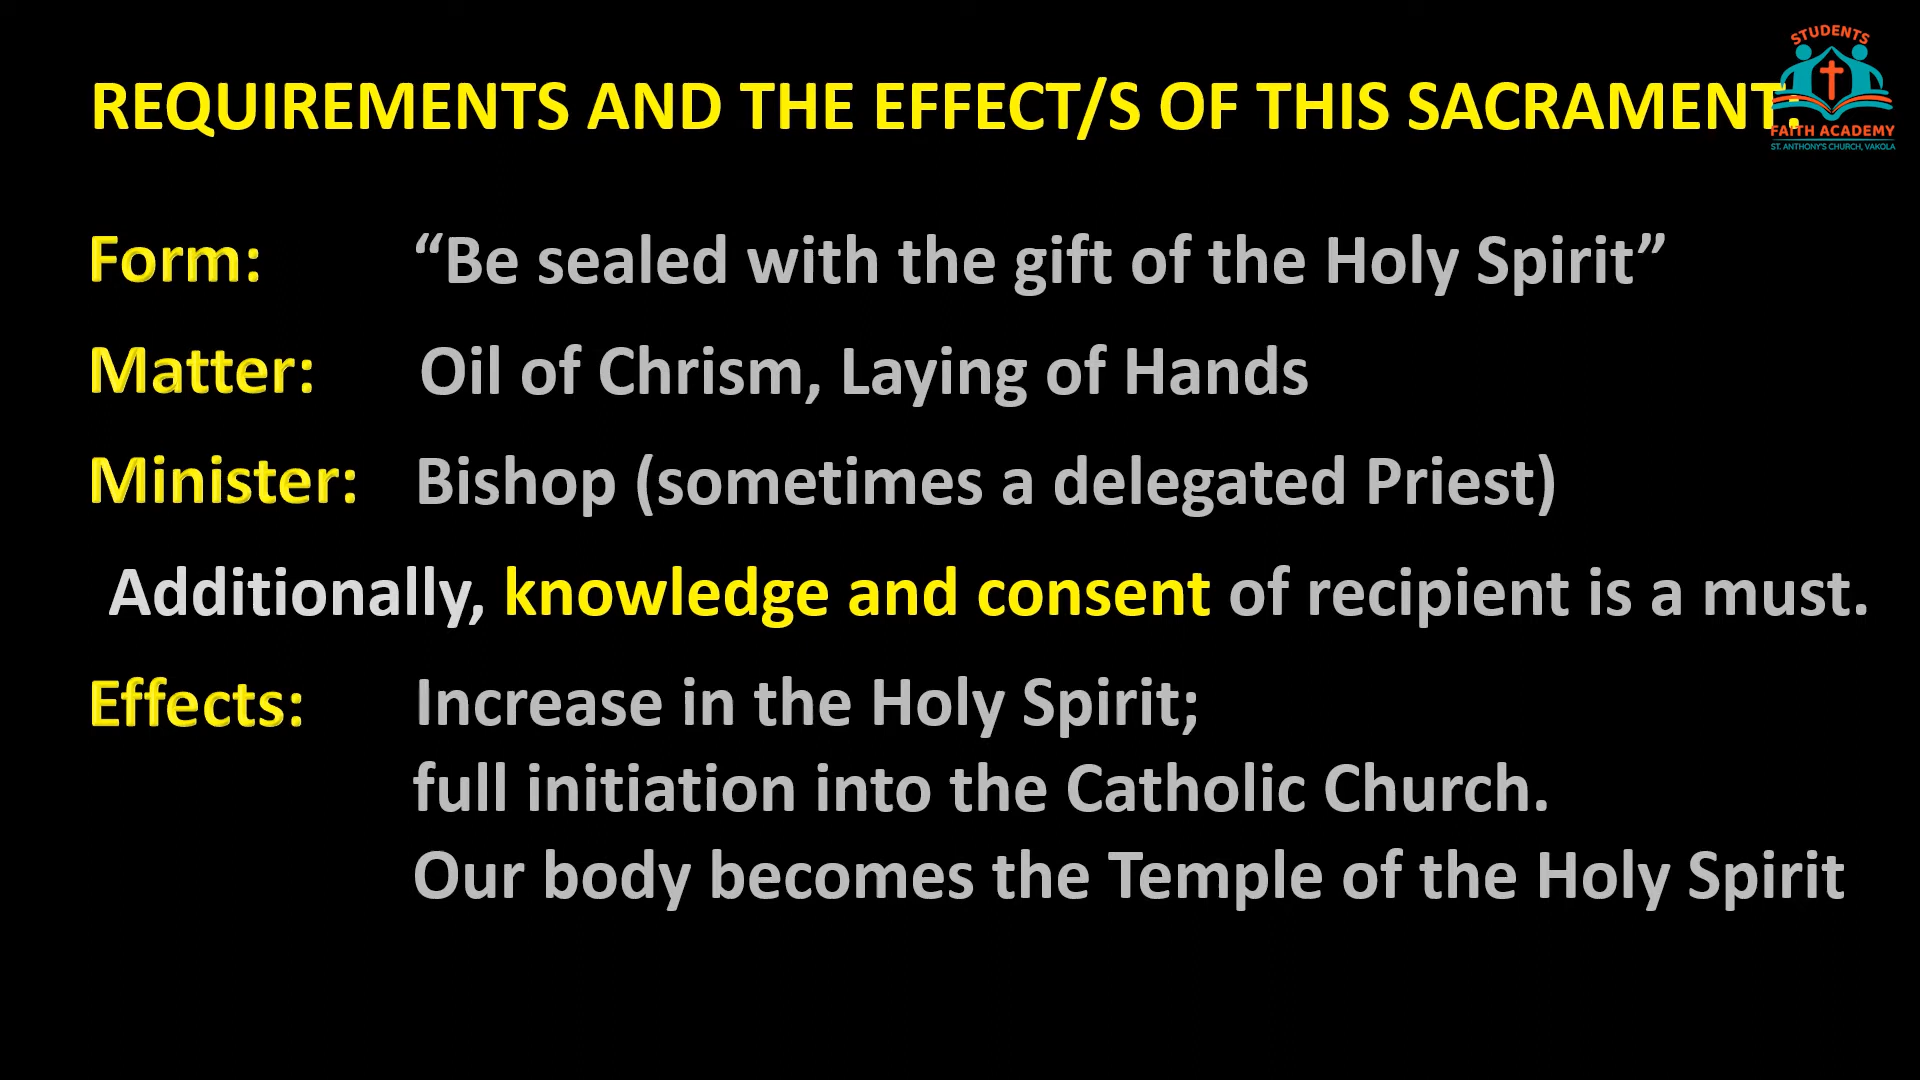 STUDENTS
REQUIREMENTS AND THE EFFECT/S OF THIS SACRAMENT:
FAITH ACADEMY
ST. ANTHONY'S CHURCH, VAKOLA
Form: “Be sealed with the gift of the Holy Spirit”
Matter: Oil of Chrism, Laying of Hands
Minister: Bishop (sometimes a delegated Priest)
Additionally, knowledge and consent of recipient is a must.
Effects: Increase in the Holy Spirit;
full initiation into the Catholic Church.
Our body becomes the Temple of the Holy Spirit